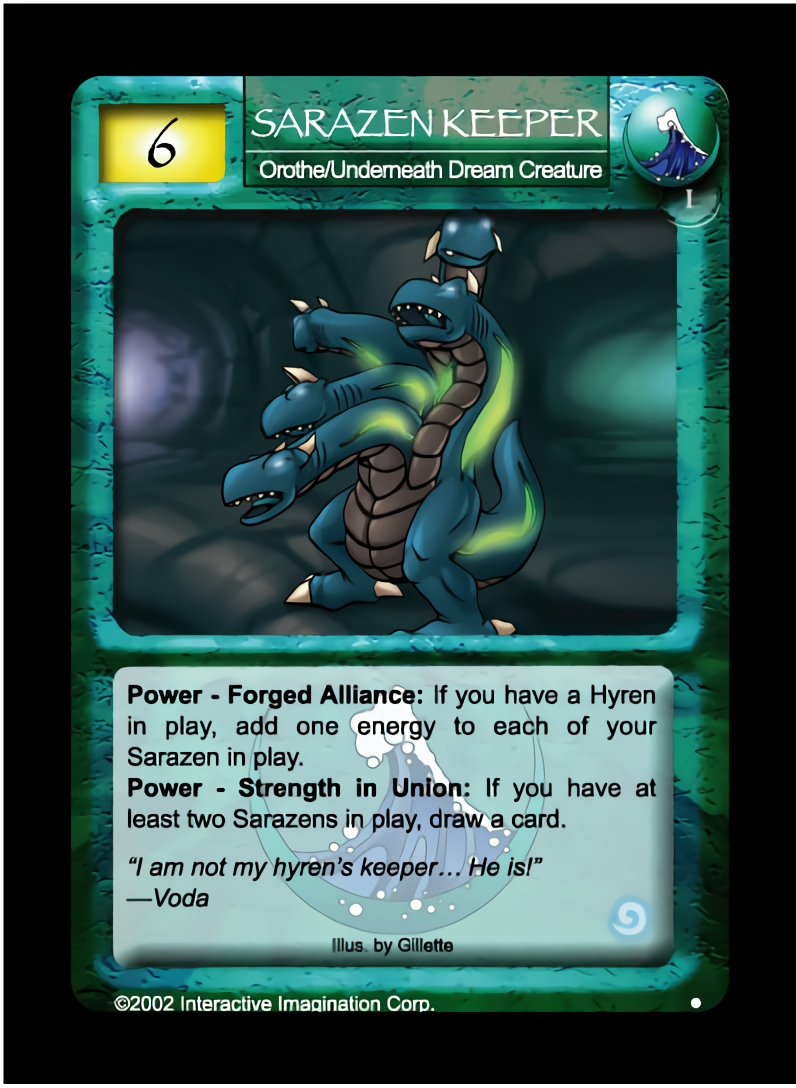 6
SARAZEN KEEPER
Orothe/Underneath Dream Creature
I
Power - Forged Alliance: If you have a Hyren
in play, add one energy to each of your
Sarazen in play.
Power - Strength in Union: If you have at
least two Sarazens in play, draw a card.
“I am not my hyren’s keeper… He is!”
—Voda
Illus. by Gillette
©2002 Interactive Imagination Corp.